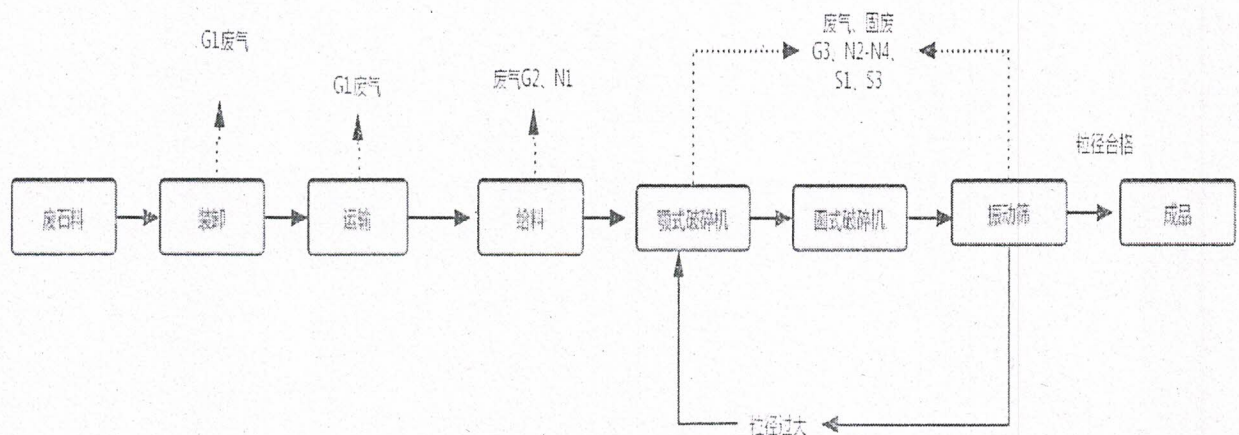 G1废气
G1废气
废气G2、N1
废气、固废
G3、N2-N4、
S1、S3
粒径合格
废石料
装卸
运输
给料
颚式破碎机
圆式破碎机
振动筛
成品
粒径过大